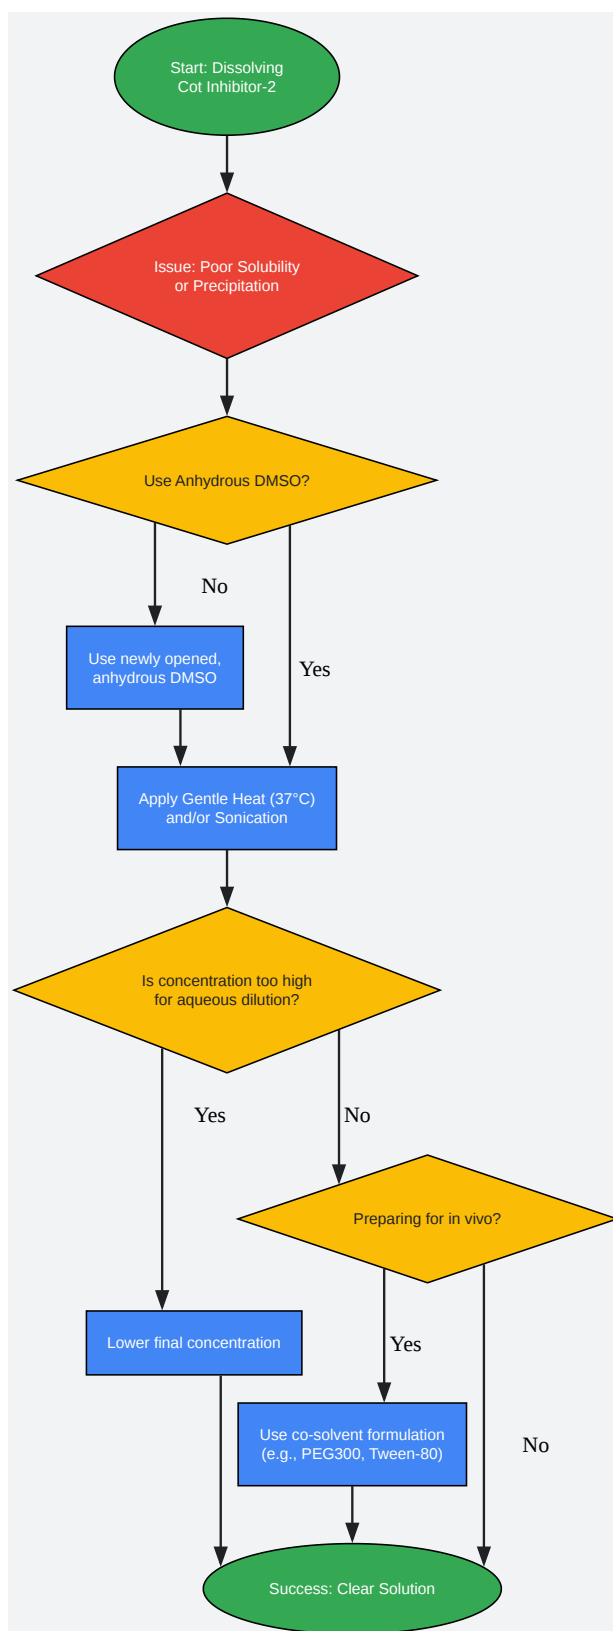 Start: Dissolving
Cot Inhibitor-2
Issue: Poor Solubility
or Precipitation
Use Anhydrous DMSO?
No
Use newly opened,
anhydrous DMSO
Yes
Apply Gentle Heat (37°C)
and/or Sonication
Is concentration too high
for aqueous dilution?
Yes
No
Preparing for in vivo?
Lower final concentration
Yes
Use co-solvent formulation
(e.g., PEG300, Tween-80)
No
Success: Clear Solution